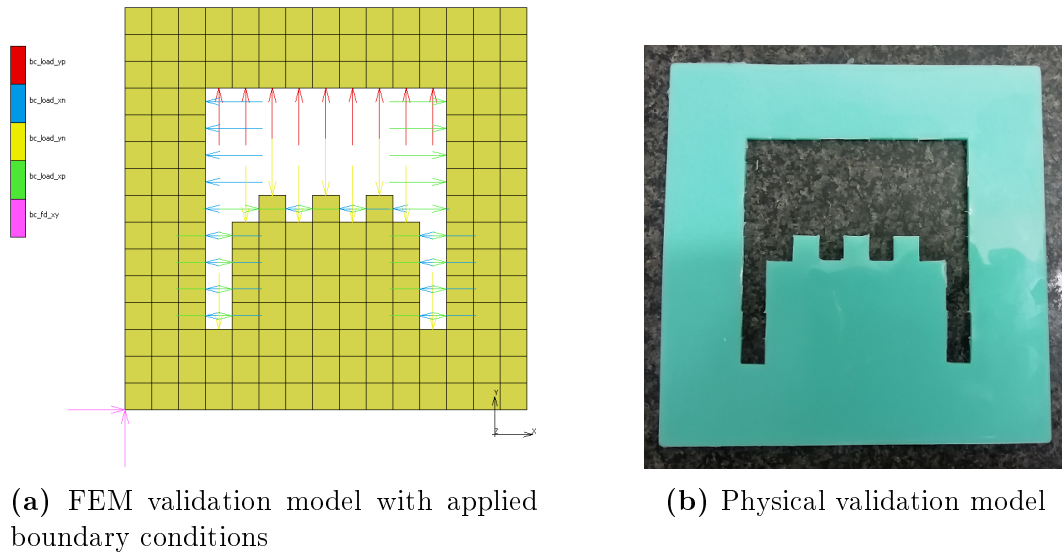 bc_load_yp
bc_load_xn
bc_load_yn
bc_load_xp
bc_fd_xy
Y
Z
X
(a) FEM validation model with applied
boundary conditions
(b) Physical validation model